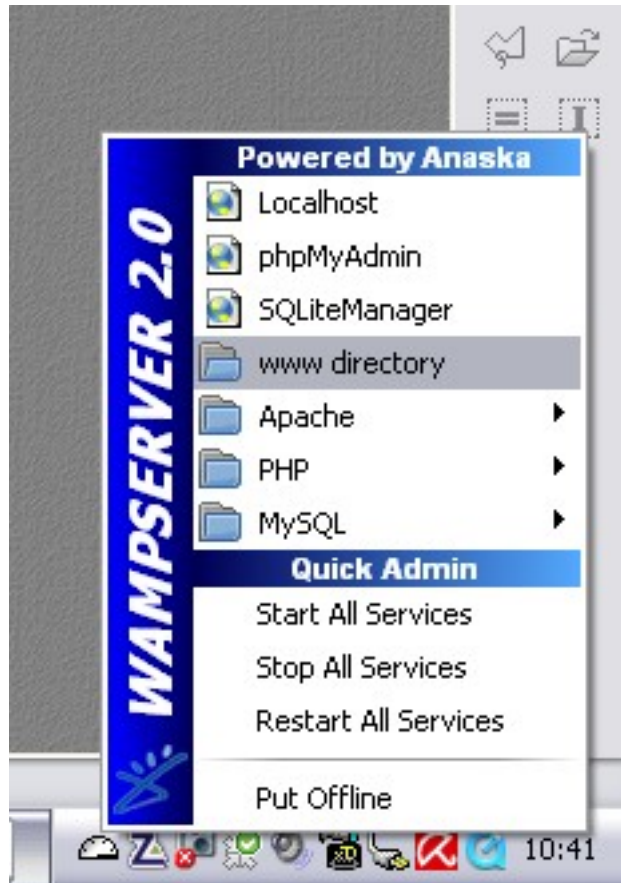 Powered by Anaska
Localhost
phpMyAdmin
SQLiteManager
www directory
Apache
PHP
MySQL
Quick Admin
Start All Services
Stop All Services
Restart All Services
Put Offline
WAMPSERVER 2.0
10:41